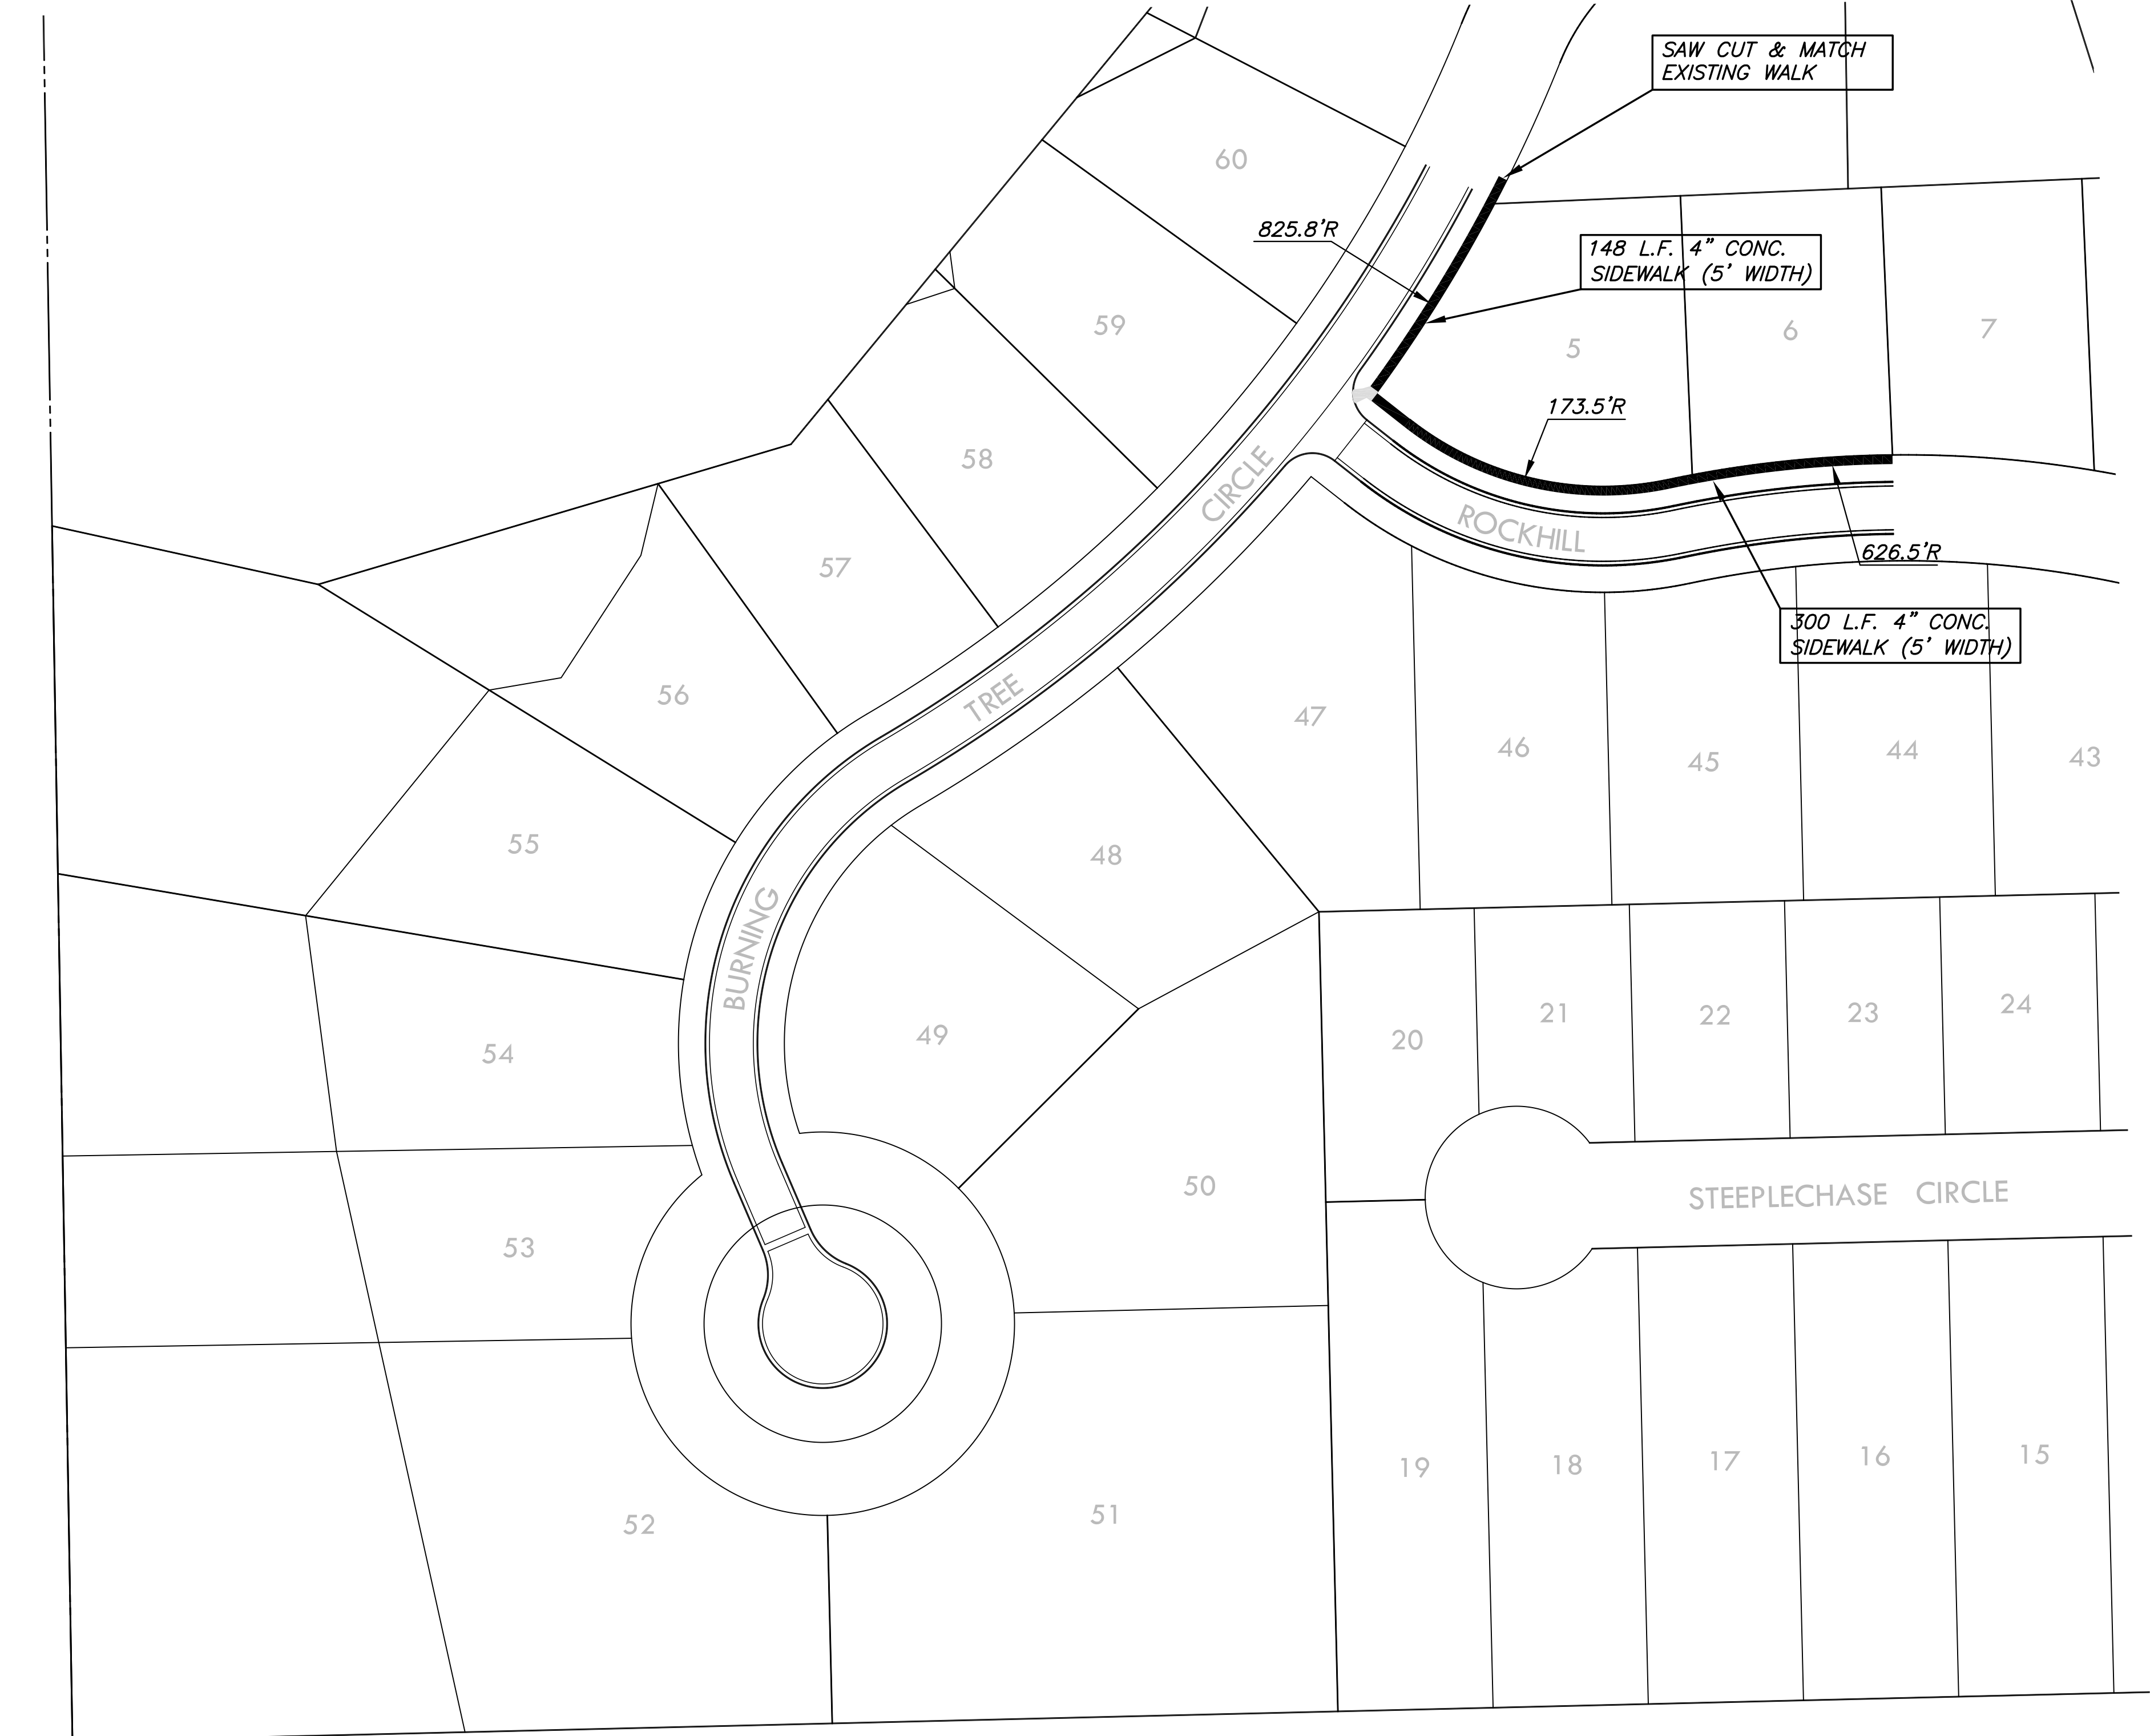 SAW CUT & MATCH
EXISTING WALK
60
825.8'R
148 L.F. 4" CONC.
SIDEWALK (5' WIDTH)
59
5
6
7
173.5'R
58
CIRCLE
ROCKHILL
57
626.5'R
300 L.F. 4" CONC.
SIDEWALK (5' WIDTH)
56
TREE
47
46
45
44
43
55
48
BURNING
54
49
20
21
22
23
24
53
50
STEEPLECHASE CIRCLE
52
51
19
18
17
16
15